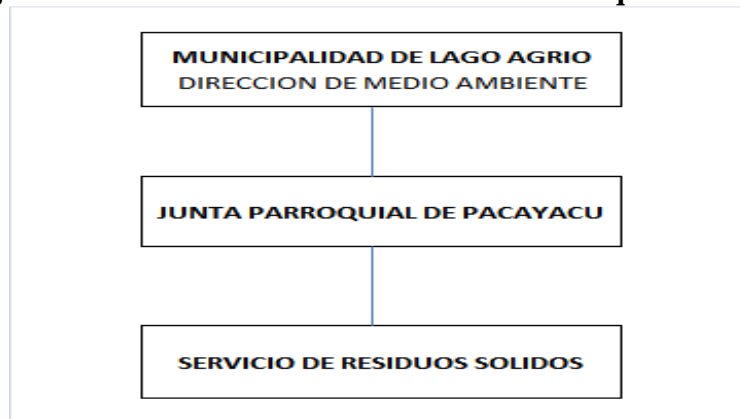 MUNICIPALIDAD DE LAGO AGRIO
DIRECCION DE MEDIO AMBIENTE
JUNTA PARROQUIAL DE PACAYACU
SERVICIO DE RESIDUOS SOLIDOS